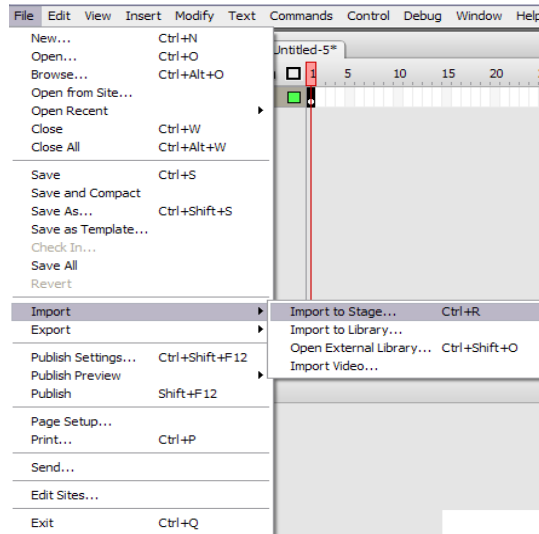 File Edit View Insert Modify Text Commands Control Debug Window Help
New... Ctrl+N
Open... Ctrl+O
Browse... Ctrl+Alt+O
Open from Site...
Open Recent
Close Ctrl+W
Close All Ctrl+Alt+W
Save Ctrl+S
Save and Compact
Save As... Ctrl+Shift+S
Save as Template...
Check In...
Save All
Revert
Import
Export
Publish Settings... Ctrl+Shift+F12
Publish Preview
Publish Shift+F12
Page Setup...
Print... Ctrl+P
Send...
Edit Sites...
Exit Ctrl+Q
Untitled-5*
1 5 10 15 20
Import to Stage... Ctrl+R
Import to Library...
Open External Library... Ctrl+Shift+O
Import Video...